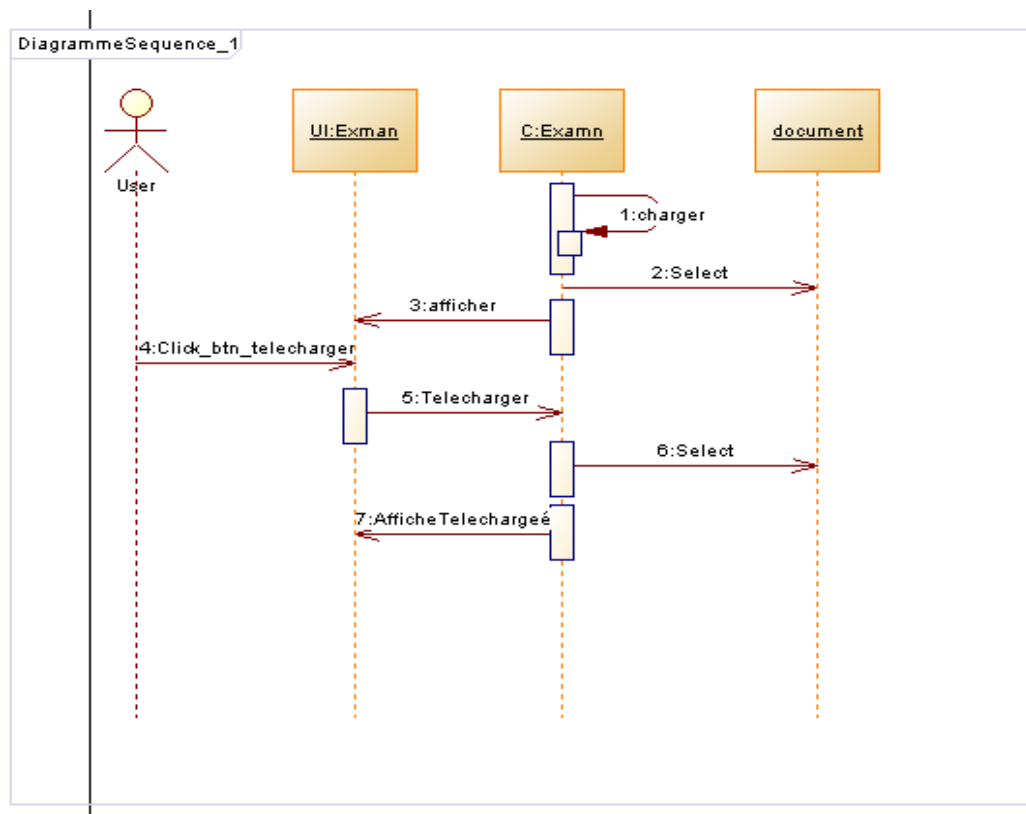 DiagrammeSequence_1
User
UI:Exman
C:Examn
document
1:charger
2:Select
3:afficher
4:Click_btn_telecharger
5:Telecharger
6:Select
7:AfficheTelechargeé